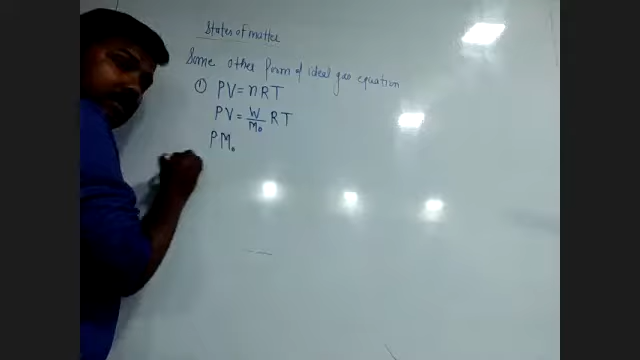 States of matter
Some other form of ideal gas equation
① PV = nRT
PV = W/M₀ RT
PM₀